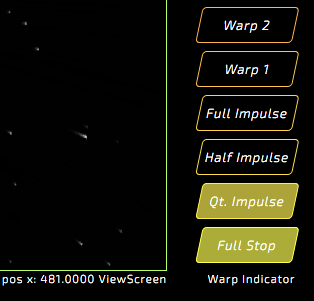 Warp 2
Warp 1
Full Impulse
Half Impulse
Qt. Impulse
Full Stop
pos x: 481.0000 ViewScreen
Warp Indicator